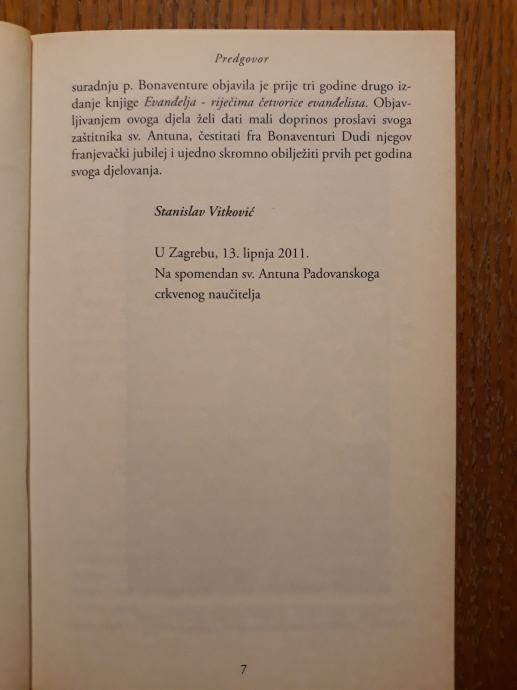 Predgovor
suradnju p. Bonaventure objavila je prije tri godine drugo iz-
danje knjige Evanđelja - riječima četvorice evanđelista. Objav-
ljivanjem ovoga djela želi dati mali doprinos proslavi svoga
zaštitnika sv. Antuna, čestitati fra Bonaventuri Dudi njegov
franjevački jubilej i ujedno skromno obilježiti prvih pet godina
svoga djelovanja.
Stanislav Vitković
U Zagrebu, 13. lipnja 2011.
Na spomendan sv. Antuna Padovanskoga
crkvenog naučitelja
7